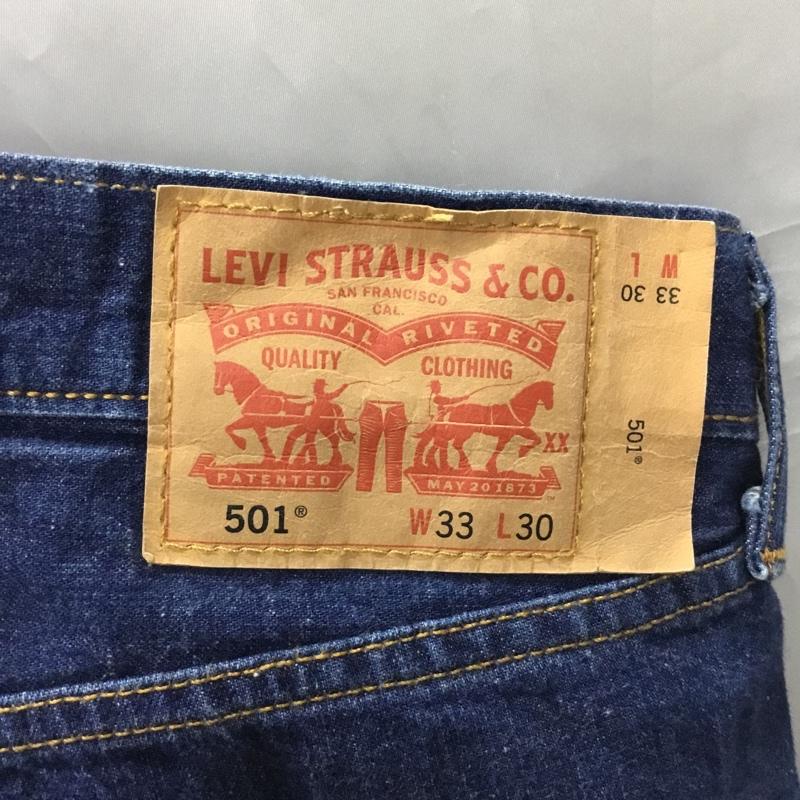 LEVI STRAUSS & CO.
SAN FRANCISCO
CAL.
ORIGINAL RIVETED
QUALITY CLOTHING
XX
PATENTED MAY 20 1873
™
501® W33 L30
W L
33 30
501®